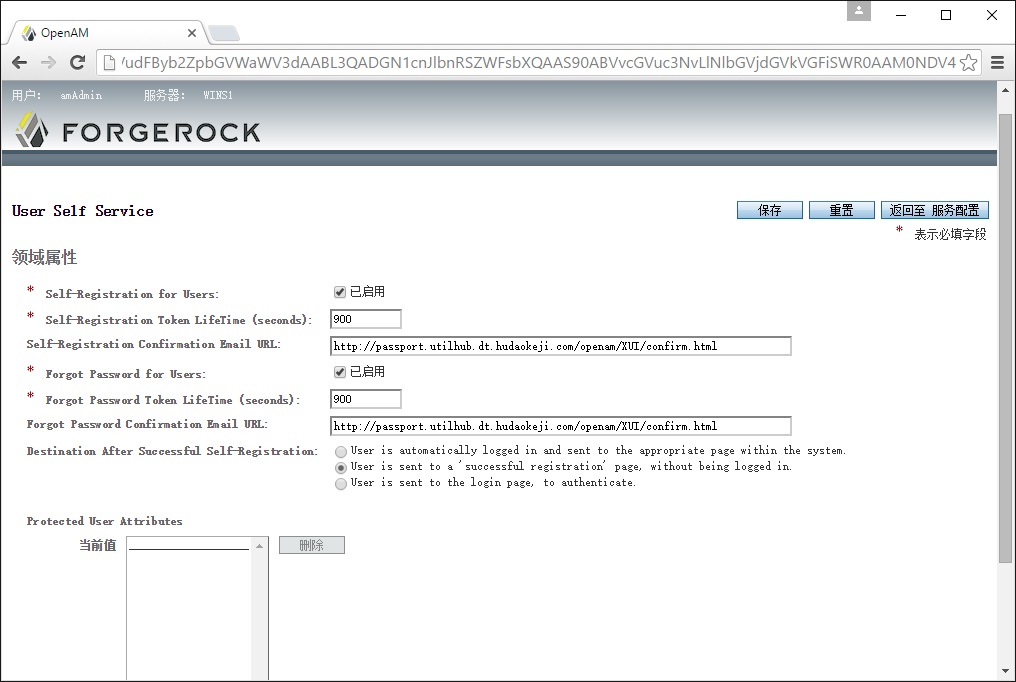 OpenAM
/udFByb2ZpbGVWaWV3dAABL3QADGN1cnJlbnRSZWFsbXQAAS90ABVvcGVuc3NvLlNlbGVjdGVkVGFiSWR0AAM0NDV4
用户: amAdmin 服务器: WINS1
FORGEROCK
User Self Service 保存 重置 返回至 服务配置
* 表示必填字段
领域属性
* Self-Registration for Users: 已启用
* Self-Registration Token LifeTime (seconds): 900
Self-Registration Confirmation Email URL: http://passport.utilhub.dt.hudaokeji.com/openam/XUI/confirm.html
* Forgot Password for Users: 已启用
* Forgot Password Token LifeTime (seconds): 900
Forgot Password Confirmation Email URL: http://passport.utilhub.dt.hudaokeji.com/openam/XUI/confirm.html
Destination After Successful Self-Registration: User is automatically logged in and sent to the appropriate page within the system.
User is sent to a 'successful registration' page, without being logged in.
User is sent to the login page, to authenticate.
Protected User Attributes
当前值 删除